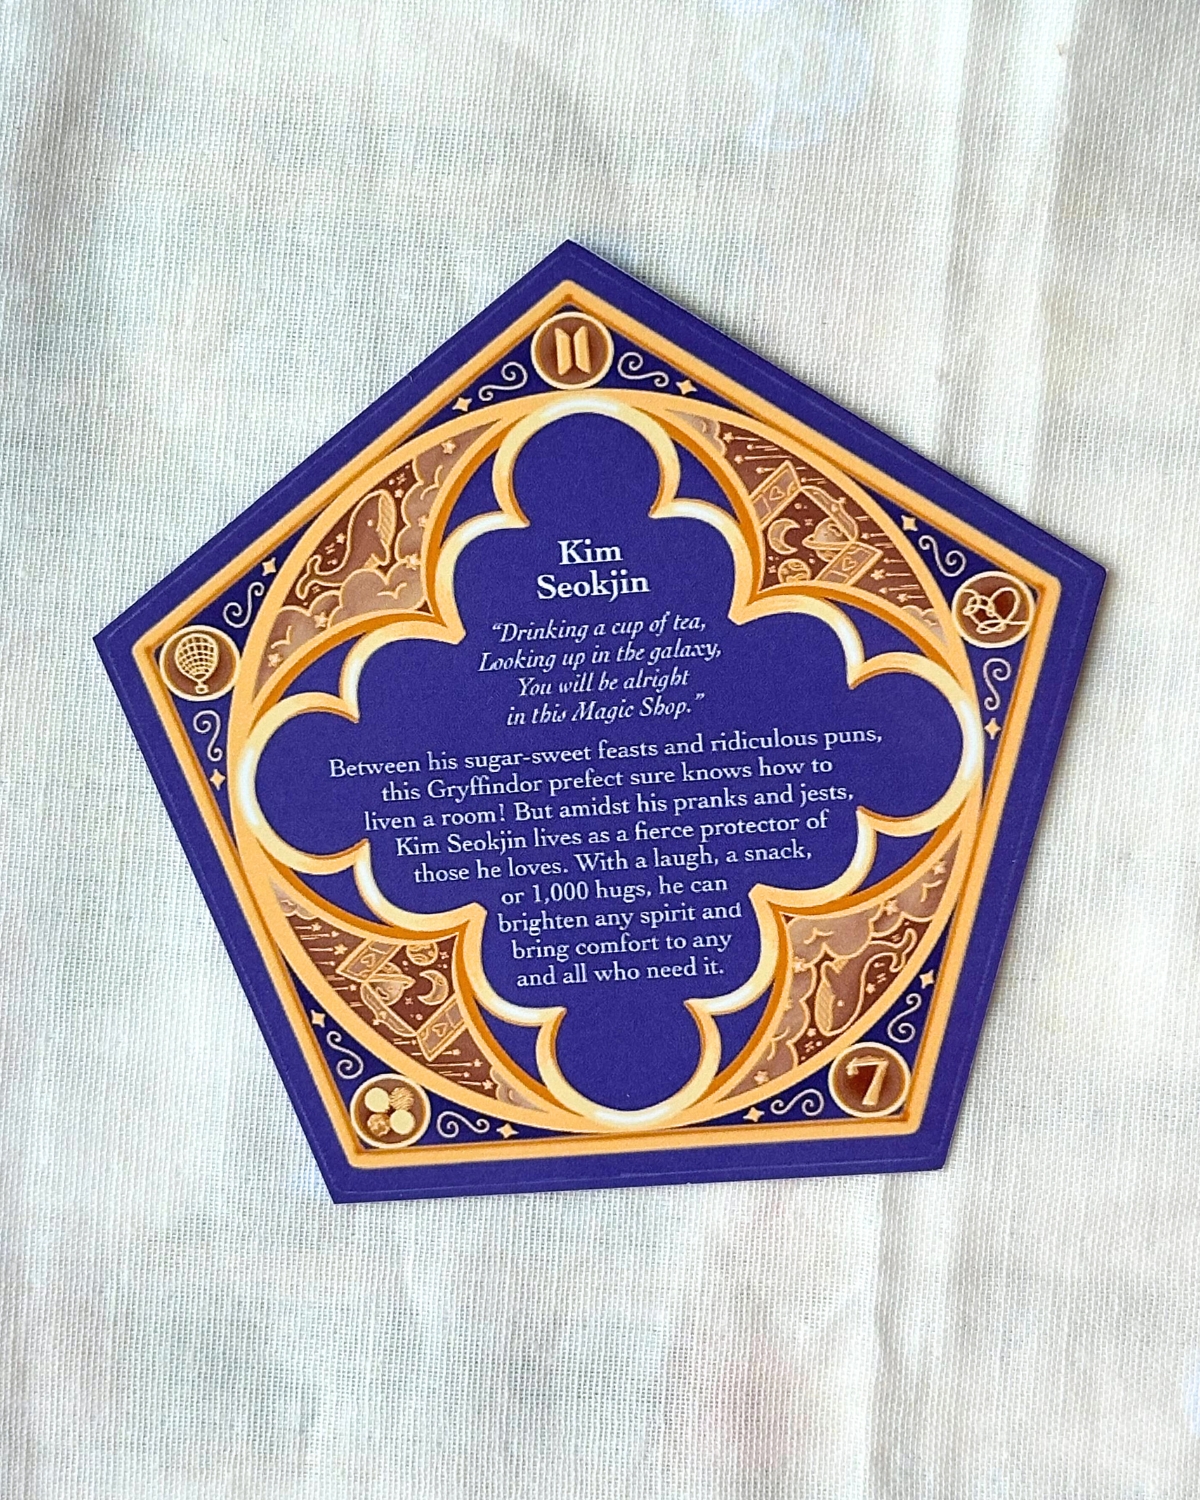 Kim
Seokjin
“Drinking a cup of tea,
Looking up in the galaxy,
You will be alright
in this Magic Shop.”
Between his sugar-sweet feasts and ridiculous puns,
this Gryffindor prefect sure knows how to
liven a room! But amidst his pranks and jests,
Kim Seokjin lives as a fierce protector of
those he loves. With a laugh, a snack,
or 1,000 hugs, he can
brighten any spirit and
bring comfort to any
and all who need it.
7